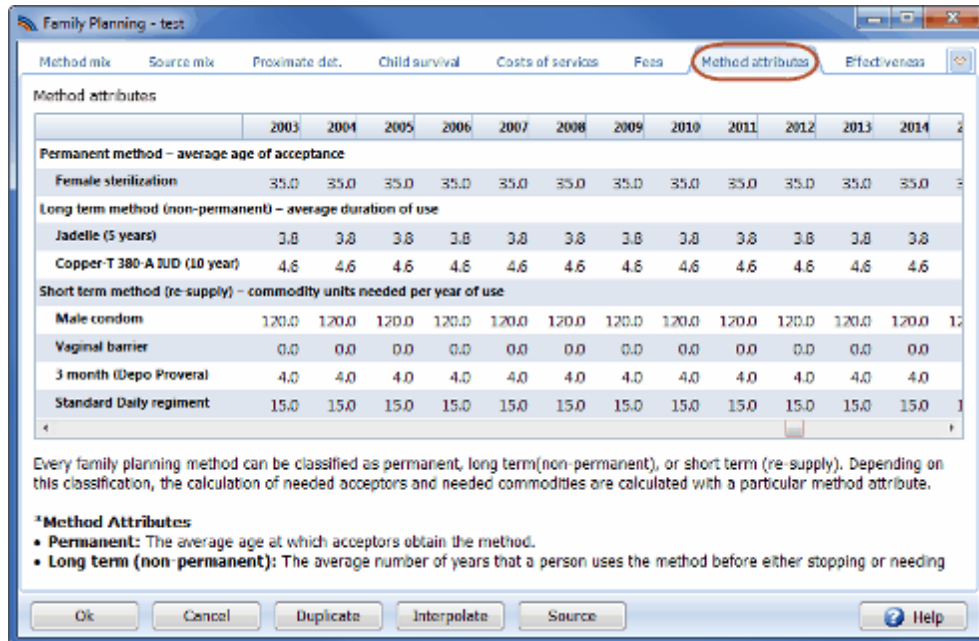 Family Planning - test
Method mix Source mix Proximate det. Child survival Costs of services Fees Method attributes Effectiveness
Method attributes
2003 2004 2005 2006 2007 2008 2009 2010 2011 2012 2013 2014 2
Permanent method – average age of acceptance
Female sterilization 35.0 35.0 35.0 35.0 35.0 35.0 35.0 35.0 35.0 35.0 35.0 35.0 3
Long term method (non-permanent) – average duration of use
Jadelle (5 years) 3.8 3.8 3.8 3.8 3.8 3.8 3.8 3.8 3.8 3.8 3.8 3.8
Copper-T 380-A IUD (10 year) 4.6 4.6 4.6 4.6 4.6 4.6 4.6 4.6 4.6 4.6 4.6 4.6
Short term method (re-supply) – commodity units needed per year of use
Male condom 120.0 120.0 120.0 120.0 120.0 120.0 120.0 120.0 120.0 120.0 120.0 120.0 12
Vaginal barrier 0.0 0.0 0.0 0.0 0.0 0.0 0.0 0.0 0.0 0.0 0.0 0.0
3 month (Depo Provera) 4.0 4.0 4.0 4.0 4.0 4.0 4.0 4.0 4.0 4.0 4.0 4.0
Standard Daily regiment 15.0 15.0 15.0 15.0 15.0 15.0 15.0 15.0 15.0 15.0 15.0 15.0 1
Every family planning method can be classified as permanent, long term(non-permanent), or short term (re-supply). Depending on
this classification, the calculation of needed acceptors and needed commodities are calculated with a particular method attribute.
*Method Attributes
• Permanent: The average age at which acceptors obtain the method.
• Long term (non-permanent): The average number of years that a person uses the method before either stopping or needing
Ok Cancel Duplicate Interpolate Source Help